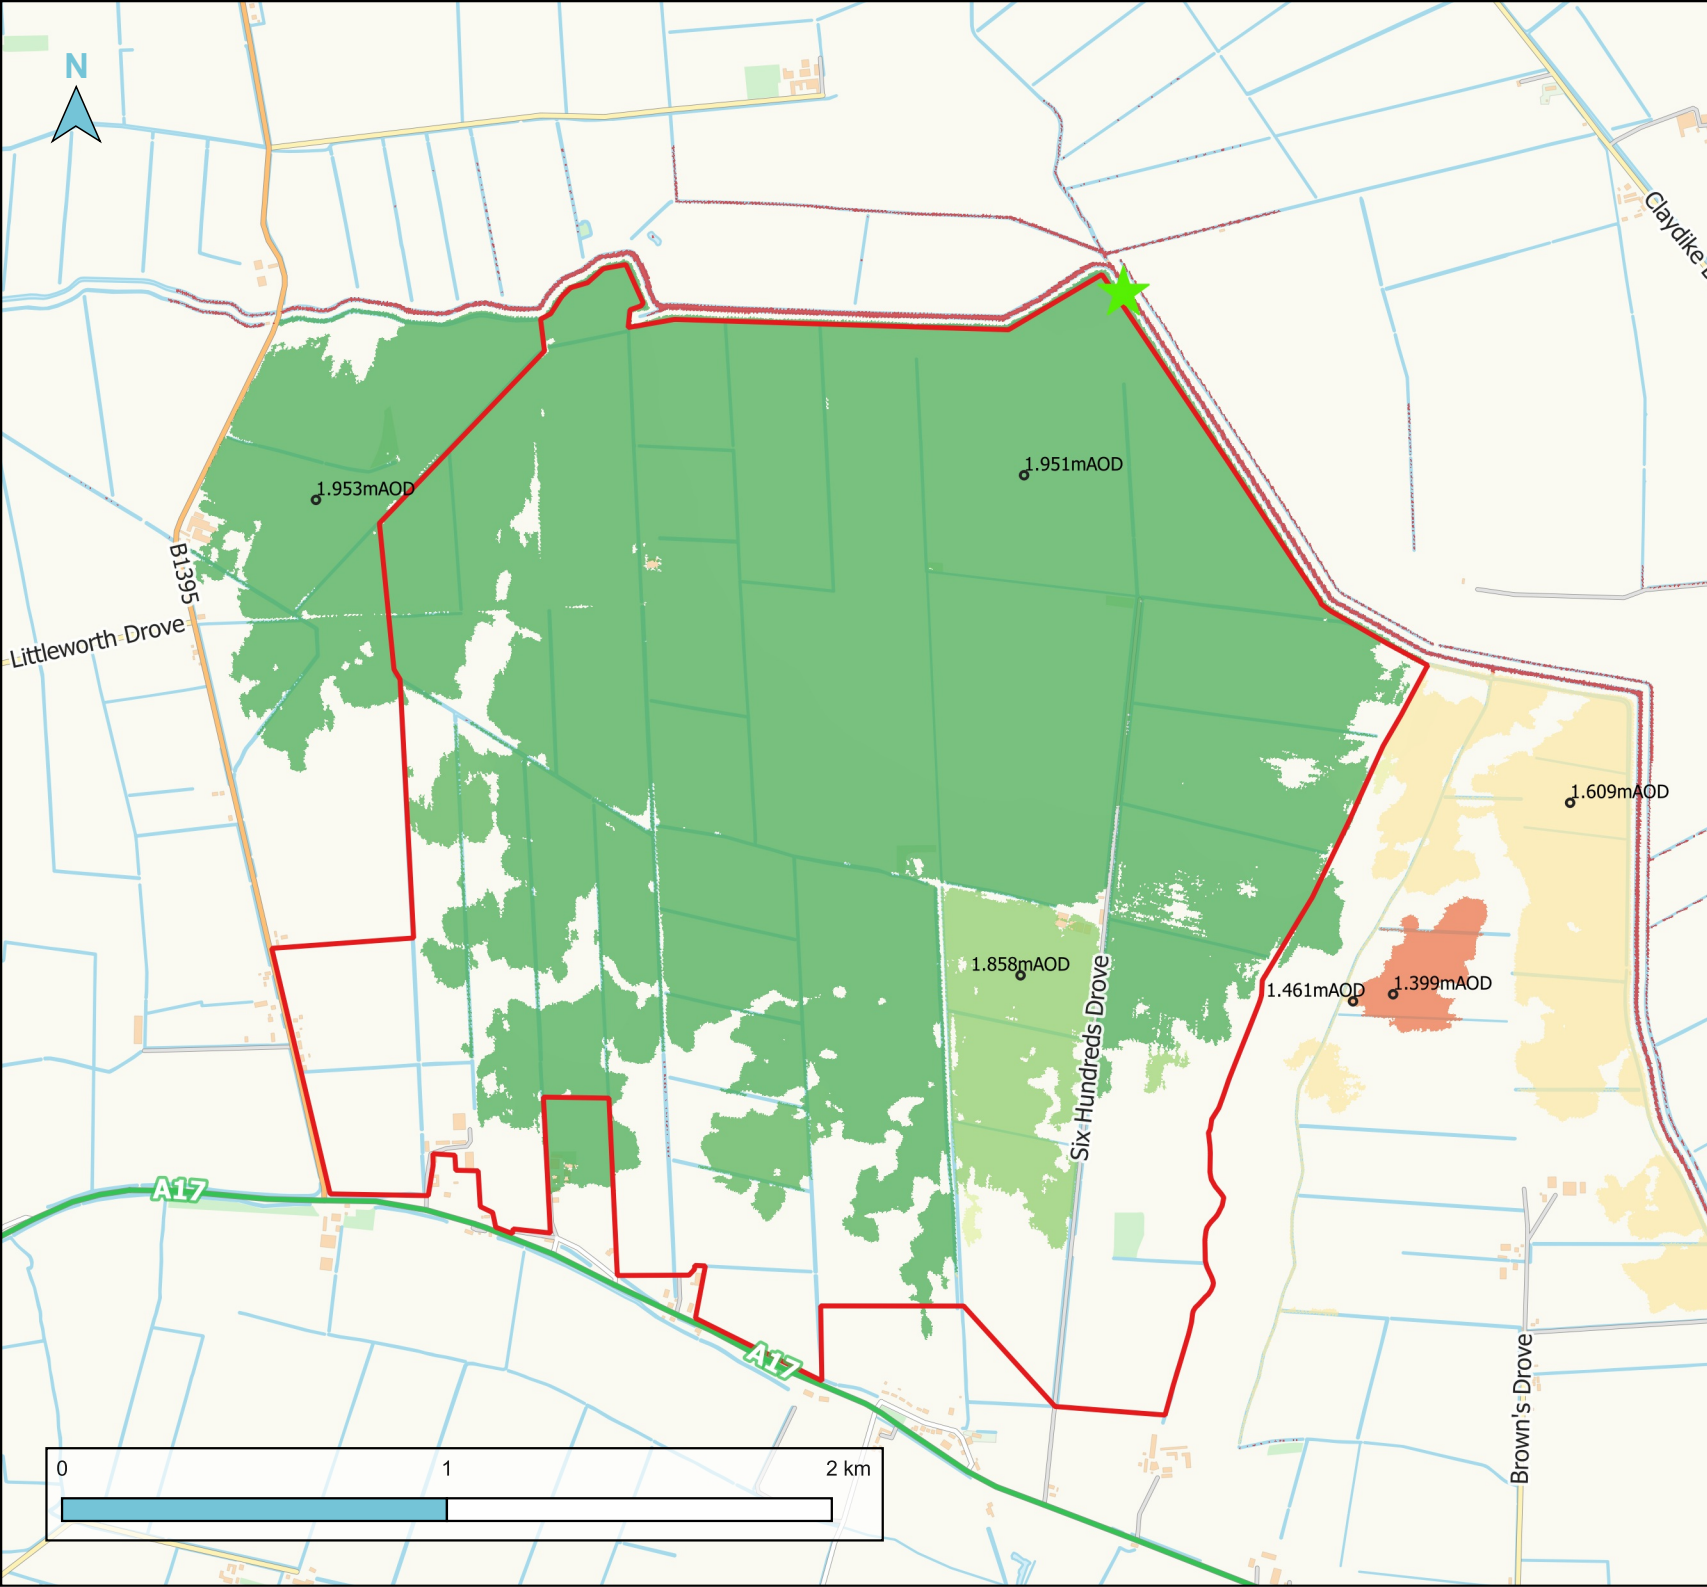 N
Claydike
1.951mAOD
1.953mAOD
B1395
Littleworth Drove
1.609mAOD
1.858mAOD
Six Hundreds Drove
1.461mAOD
1.399mAOD
A17
A17
Brown's Drove
0 1 2 km